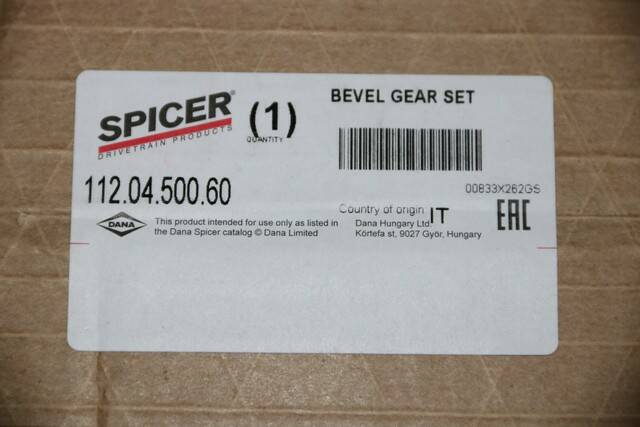 SPICER®
DRIVETRAIN PRODUCTS
(1)
QUANTITY
BEVEL GEAR SET
112.04.500.60
00833X262GS
DANA
This product intended for use only as listed in
the Dana Spicer catalog © Dana Limited
Country of origin IT
Dana Hungary Ltd.
Körtefa st, 9027 Győr, Hungary
EAC